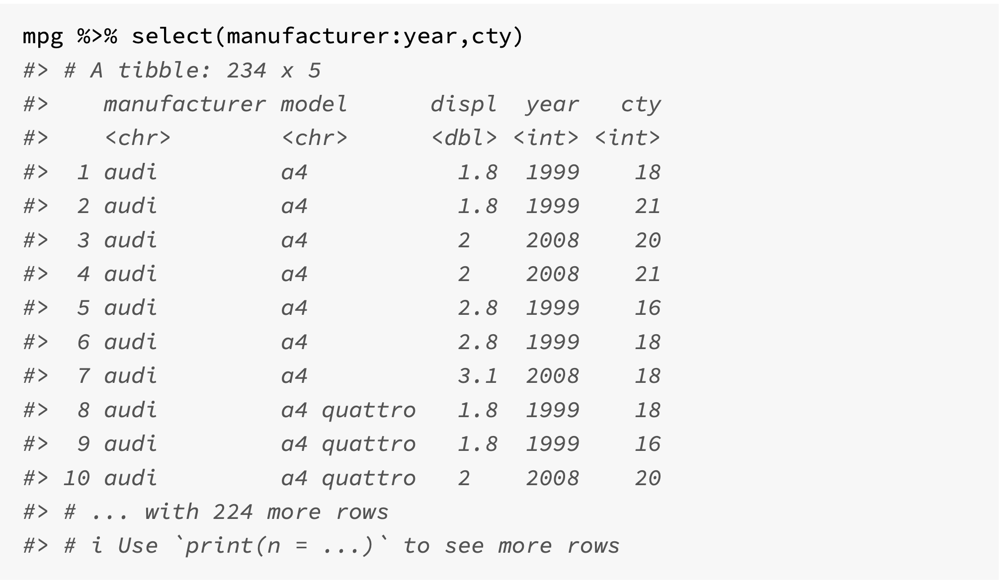 mpg %>% select(manufacturer:year,cty)
#> # A tibble: 234 x 5
#>    manufacturer model      displ  year   cty
#>    <chr>        <chr>      <dbl> <int> <int>
#>  1 audi         a4           1.8  1999    18
#>  2 audi         a4           1.8  1999    21
#>  3 audi         a4           2    2008    20
#>  4 audi         a4           2    2008    21
#>  5 audi         a4           2.8  1999    16
#>  6 audi         a4           2.8  1999    18
#>  7 audi         a4           3.1  2008    18
#>  8 audi         a4 quattro   1.8  1999    18
#>  9 audi         a4 quattro   1.8  1999    16
#> 10 audi         a4 quattro   2    2008    20
#> # ... with 224 more rows
#> # i Use `print(n = ...)` to see more rows